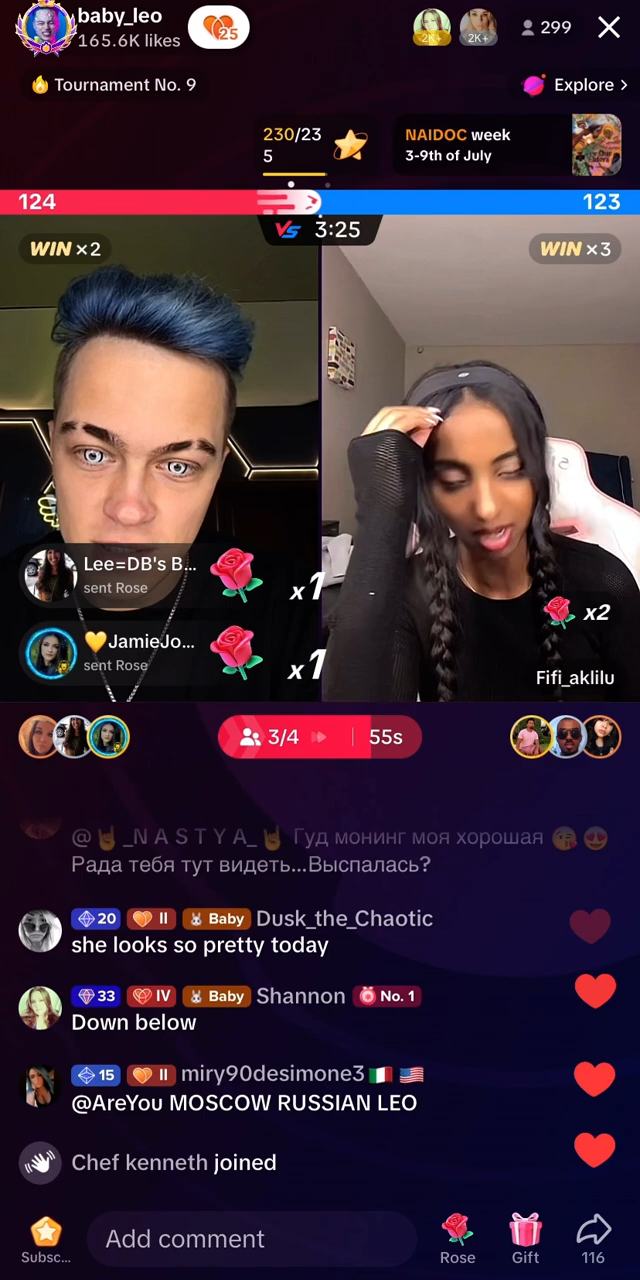 baby_leo
165.6K likes
25
2K+
2K+
299
Tournament No. 9
Explore >
230/23
5
NAIDOC week
3-9th of July
124
123
VS 3:25
WIN ×2
WIN ×3
Lee=DB's B...
sent Rose
x1
💛JamieJo...
sent Rose
x1
x2
Fifi_aklilu
3/4
55s
@🤘_N A S T Y A_🤘 Гуд монинг моя хорошая 😘😍
Рада тебя тут видеть...Выспалась?
20 II Baby Dusk_the_Chaotic
she looks so pretty today
33 IV Baby Shannon No. 1
Down below
15 II miry90desimone3🇮🇹🇺🇸
@AreYou MOSCOW RUSSIAN LEO
Chef kenneth joined
Subsc...
Add comment
Rose
Gift
116